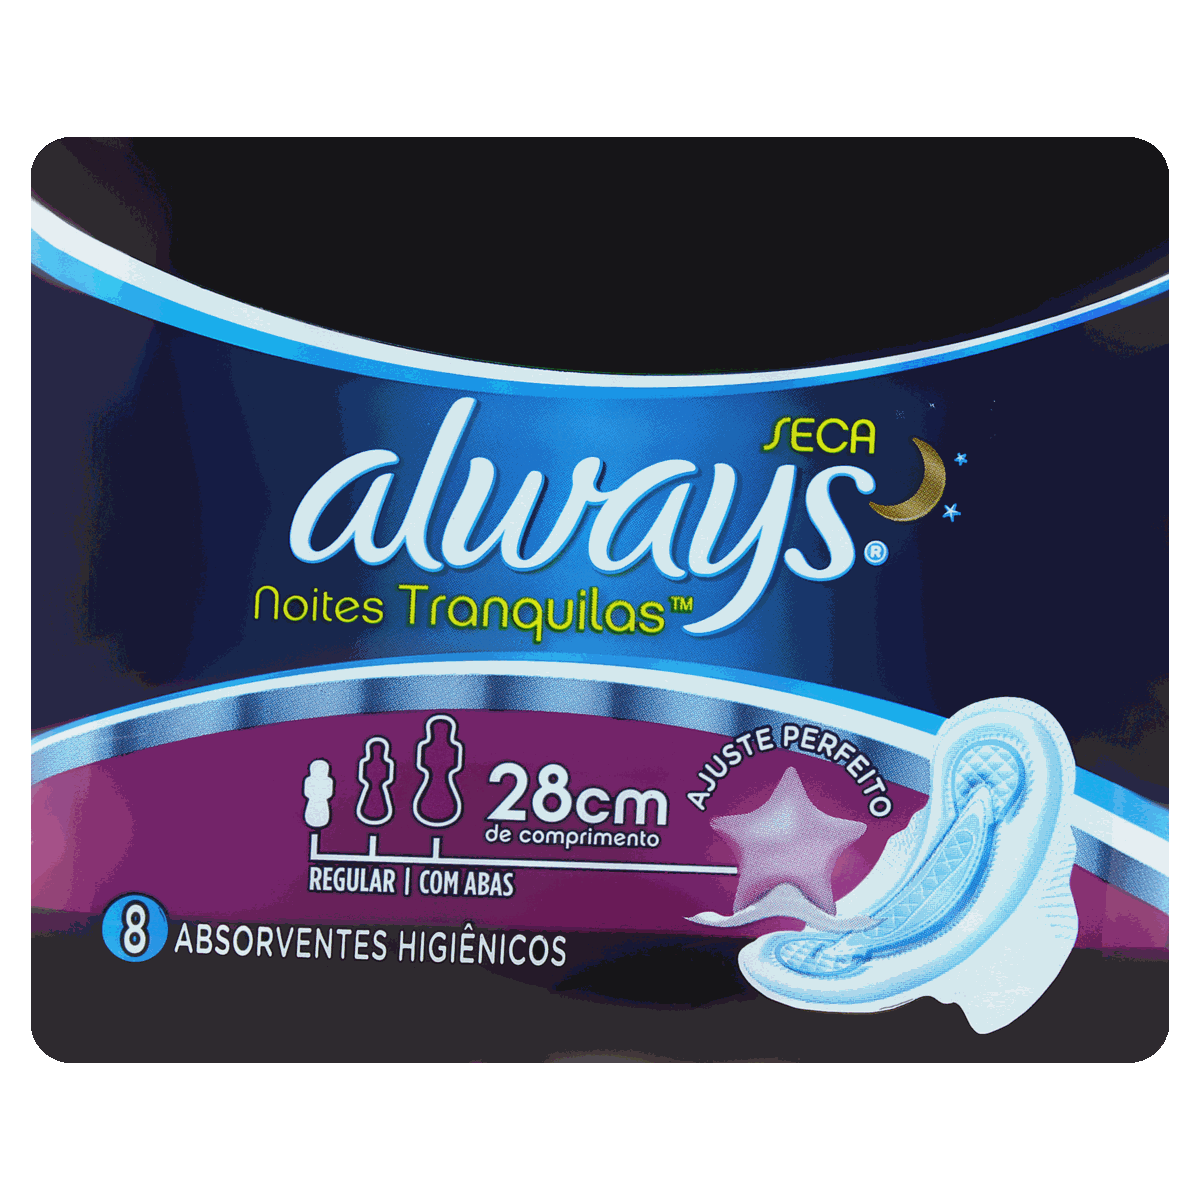 SECA
always®
Noites Tranquilas™
AJUSTE PERFEITO
28cm
de comprimento
REGULAR | COM ABAS
8 ABSORVENTES HIGIÊNICOS